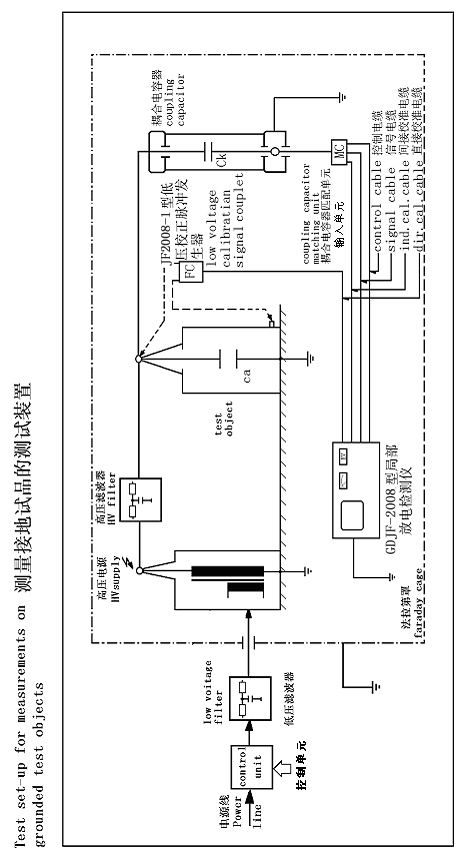 Test set-up for measurements on 测量接地试品的测试装置
grounded test objects
电源线
Power
line
control
unit
控制单元
low voitage
filter
低压滤波器
高压电源
HV supply
高压滤波器
HV filter
JF2008-1型低
压校正脉冲发
生器
FC
low voltage
calibratian
signal couplet
ca
test
object
耦合电容器
coupling
capacitor
Ck
coupling capacitor
matching unit
耦合电容器匹配单元
输入单元
MC
control cable 控制电缆
signal cable 信号电缆
ind.cal.cable 间接校准电缆
dir.cal.cable 直接校准电缆
GDJF-2008型局部
放电检测仪
法拉第罩
faraday cage